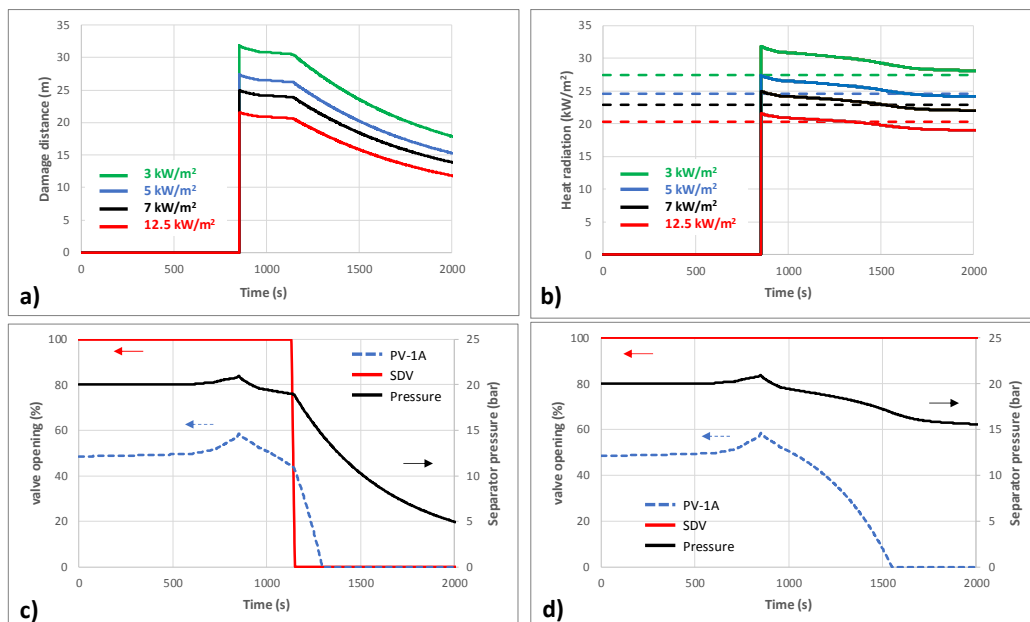 35
30
25
20
15
10
5
0
Damage distance (m)
3 kW/m²
5 kW/m²
7 kW/m²
12.5 kW/m²
0 500 1000 1500 2000
Time (s)
a)
35
30
25
20
15
10
5
0
Heat radiation (kW/m²)
3 kW/m²
5 kW/m²
7 kW/m²
12.5 kW/m²
0 500 1000 1500 2000
Time (s)
b)
100
80
60
40
20
0
valve opening (%)
PV-1A
SDV
Pressure
25
20
15
10
5
0
Separator pressure (bar)
0 500 1000 1500 2000
Time (s)
c)
100
80
60
40
20
0
valve opening (%)
PV-1A
SDV
Pressure
25
20
15
10
5
0
Separator pressure (bar)
0 500 1000 1500 2000
Time (s)
d)